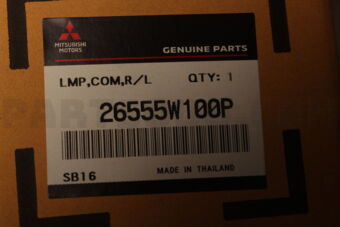 MITSUBISHI
MOTORS
GENUINE PARTS
LMP,COM,R/L QTY: 1
26555W100P
SB16 MADE IN THAILAND